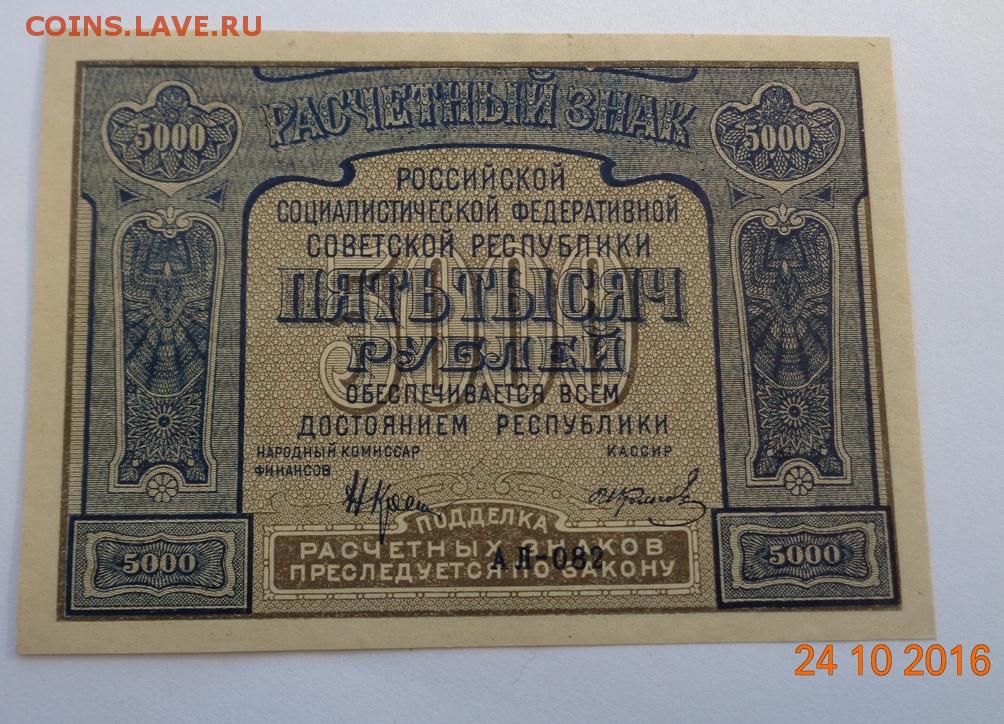 COINS.LAVE.RU
РАСЧЕТНЫЙ ЗНАК
5000
5000
РОССИЙСКОЙ
СОЦИАЛИСТИЧЕСКОЙ ФЕДЕРАТИВНОЙ
СОВЕТСКОЙ РЕСПУБЛИКИ
5000
ПЯТЬ ТЫСЯЧ
РУБЛЕЙ
ОБЕСПЕЧИВАЕТСЯ ВСЕМ
ДОСТОЯНИЕМ РЕСПУБЛИКИ
НАРОДНЫЙ КОМИССАР
ФИНАНСОВ
КАССИР
ПОДДЕЛКА
РАСЧЕТНЫХ ЗНАКОВ
ПРЕСЛЕДУЕТСЯ ПО ЗАКОНУ
АЛ-082
5000
5000
24 10 2016